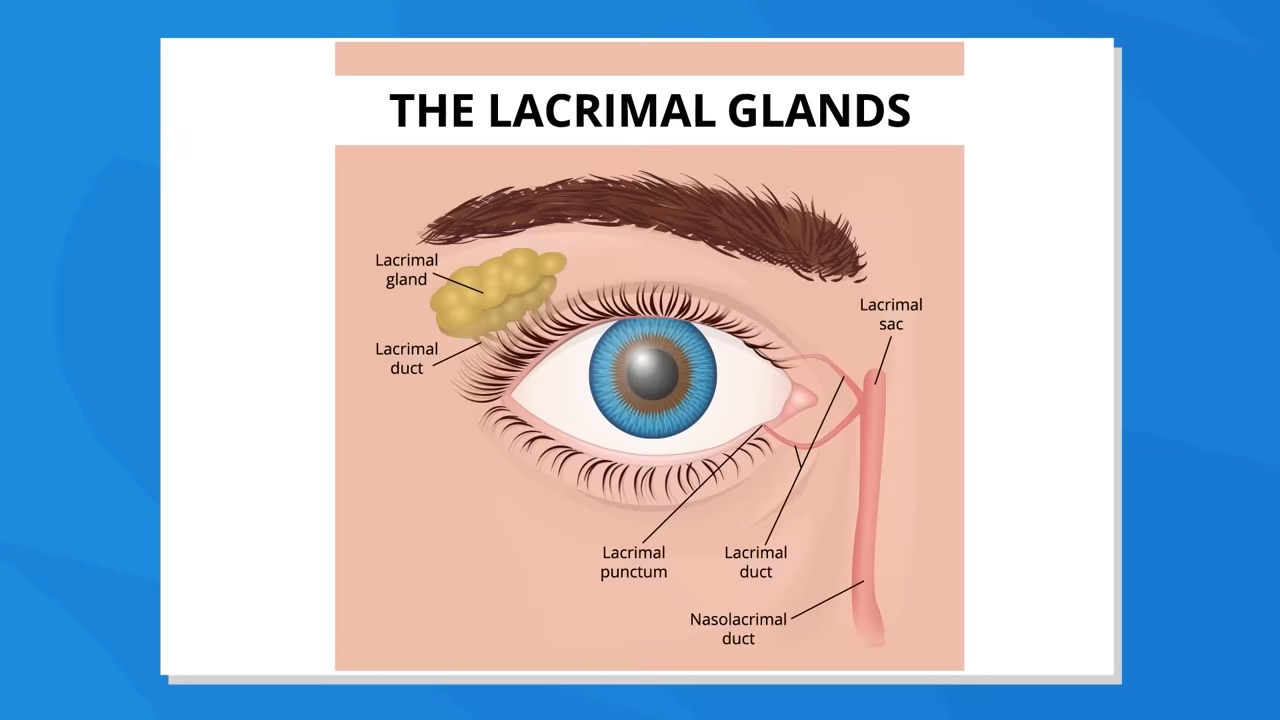 THE LACRIMAL GLANDS
Lacrimal
gland
Lacrimal
duct
Lacrimal
sac
Lacrimal
punctum
Lacrimal
duct
Nasolacrimal
duct